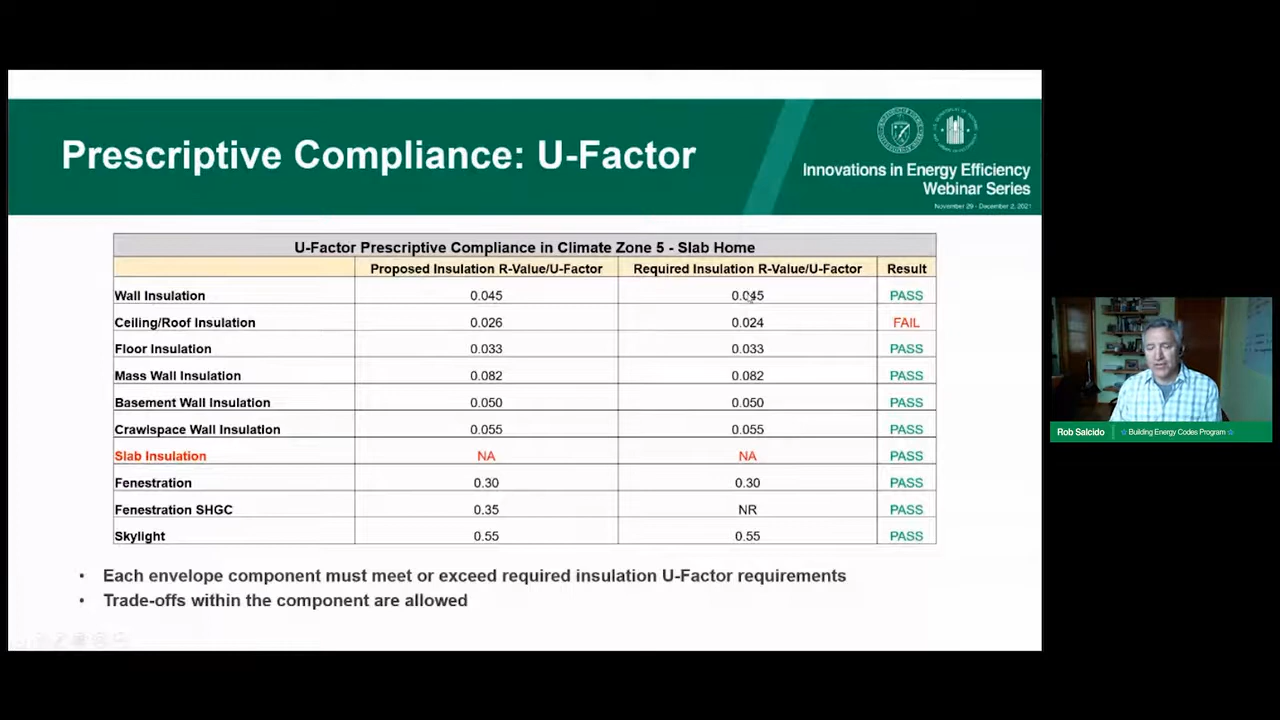 Prescriptive Compliance: U-Factor
Innovations in Energy Efficiency
Webinar Series
November 29 - December 2, 2021
U-Factor Prescriptive Compliance in Climate Zone 5 - Slab Home
Proposed Insulation R-Value/U-Factor Required Insulation R-Value/U-Factor Result
Wall Insulation 0.045 0.045 PASS
Ceiling/Roof Insulation 0.026 0.024 FAIL
Floor Insulation 0.033 0.033 PASS
Mass Wall Insulation 0.082 0.082 PASS
Basement Wall Insulation 0.050 0.050 PASS
Crawlspace Wall Insulation 0.055 0.055 PASS
Slab Insulation NA NA PASS
Fenestration 0.30 0.30 PASS
Fenestration SHGC 0.35 NR PASS
Skylight 0.55 0.55 PASS
• Each envelope component must meet or exceed required insulation U-Factor requirements
• Trade-offs within the component are allowed
Rob Salcido Building Energy Codes Program